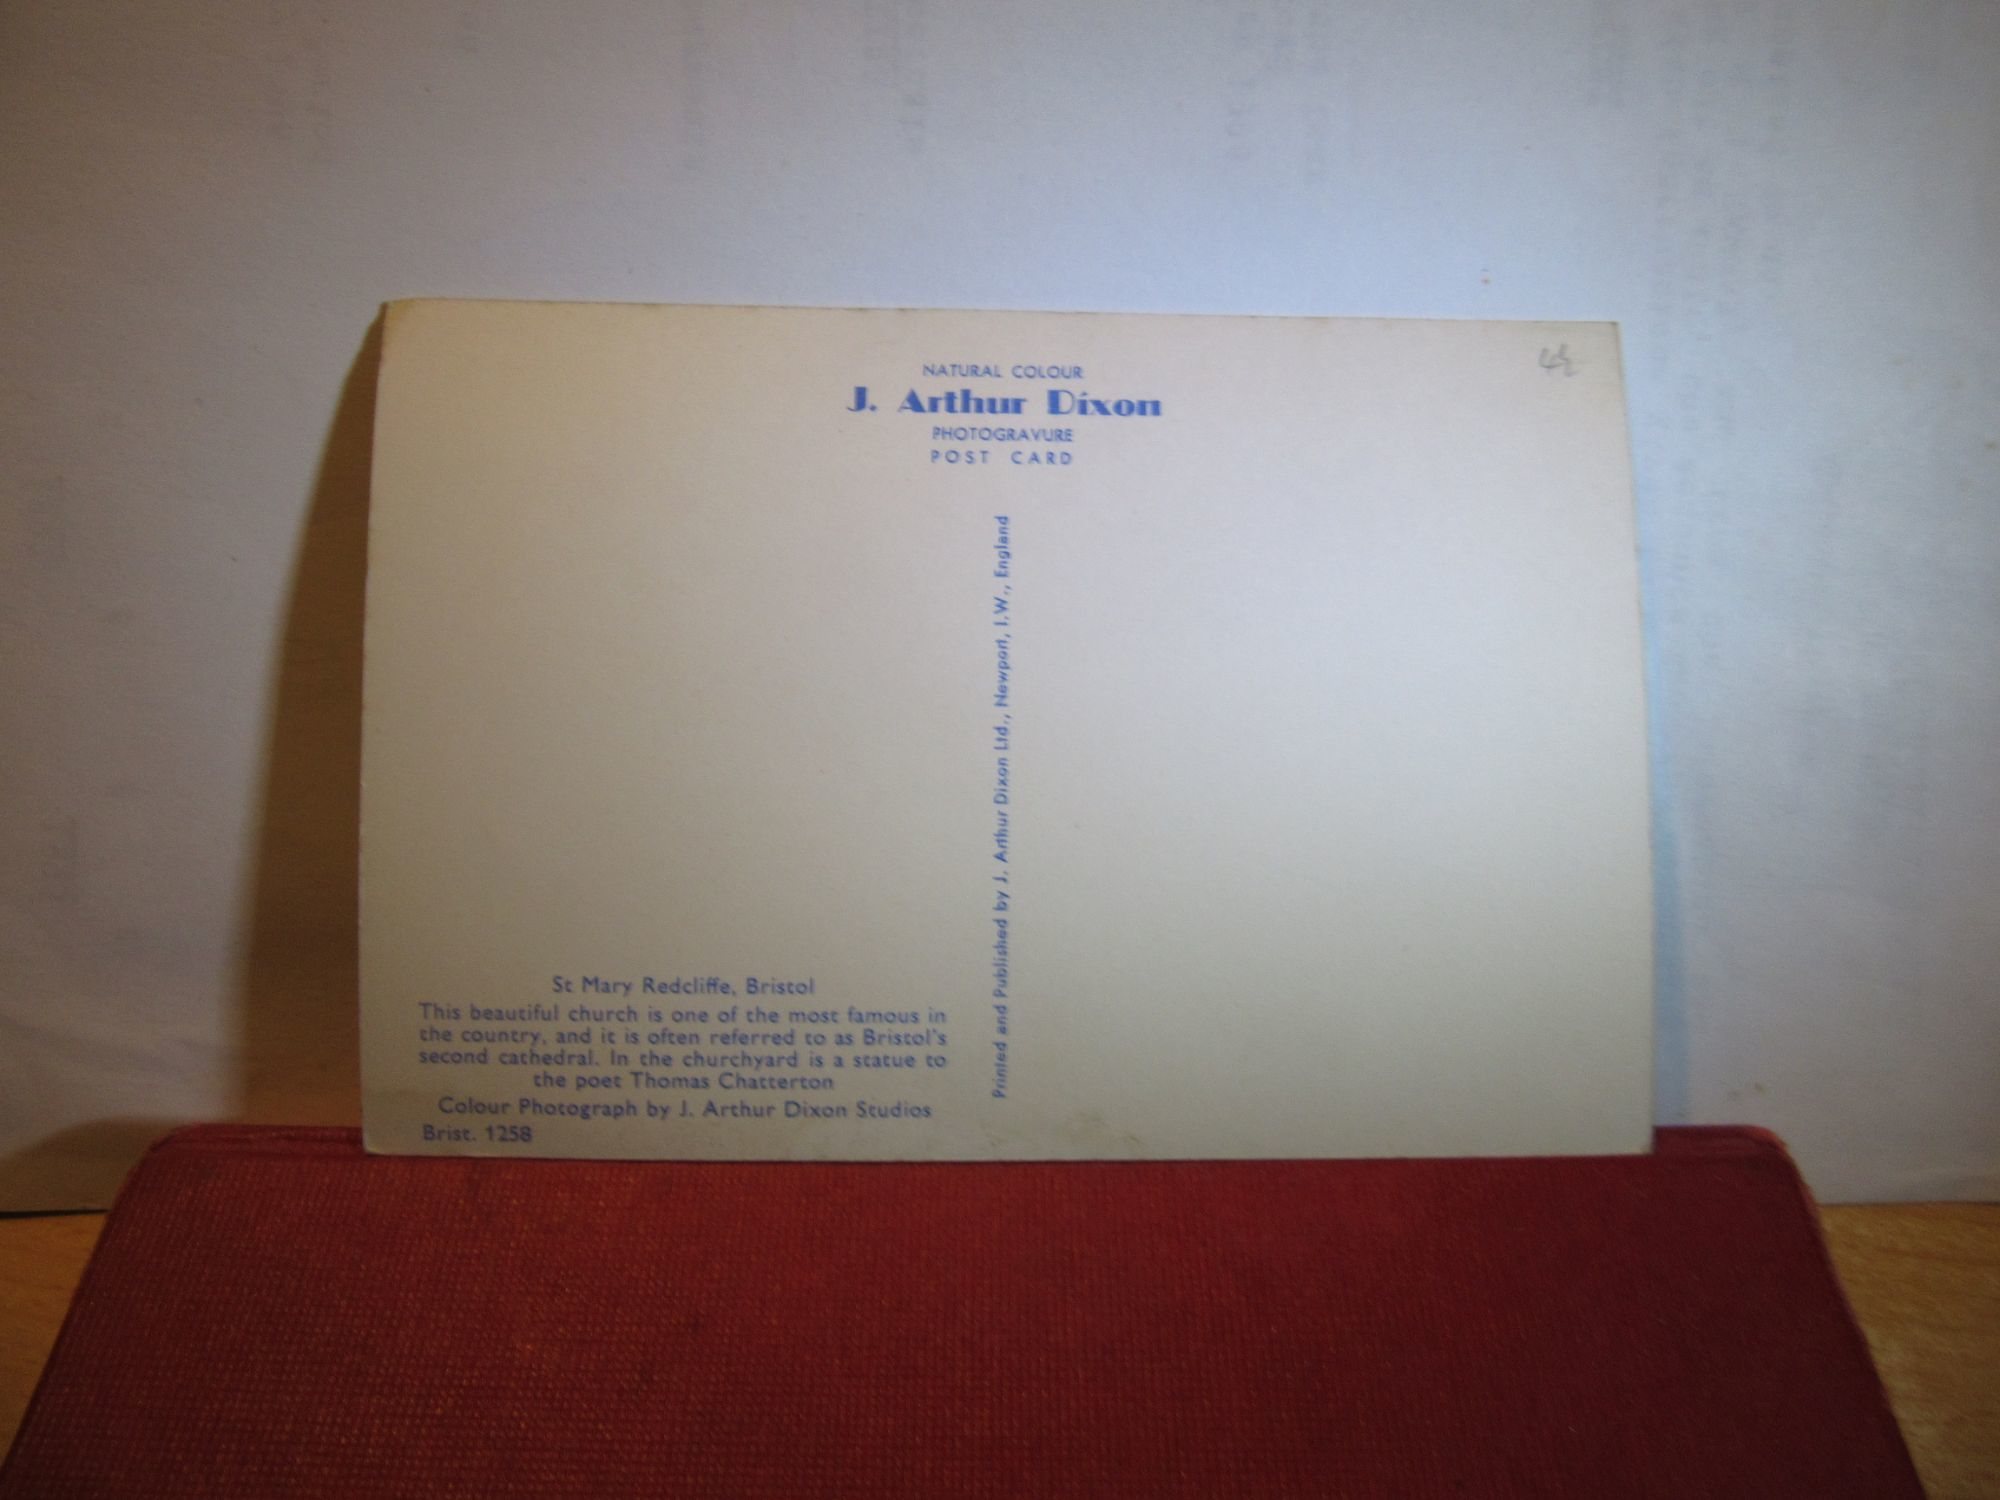 NATURAL COLOUR
J. Arthur Dixon
PHOTOGRAVURE
POST CARD
Printed and Published by J. Arthur Dixon Ltd., Newport, I.W., England
St Mary Redcliffe, Bristol
This beautiful church is one of the most famous in
the country, and it is often referred to as Bristol's
second cathedral. In the churchyard is a statue to
the poet Thomas Chatterton
Colour Photograph by J. Arthur Dixon Studios
Brist. 1258